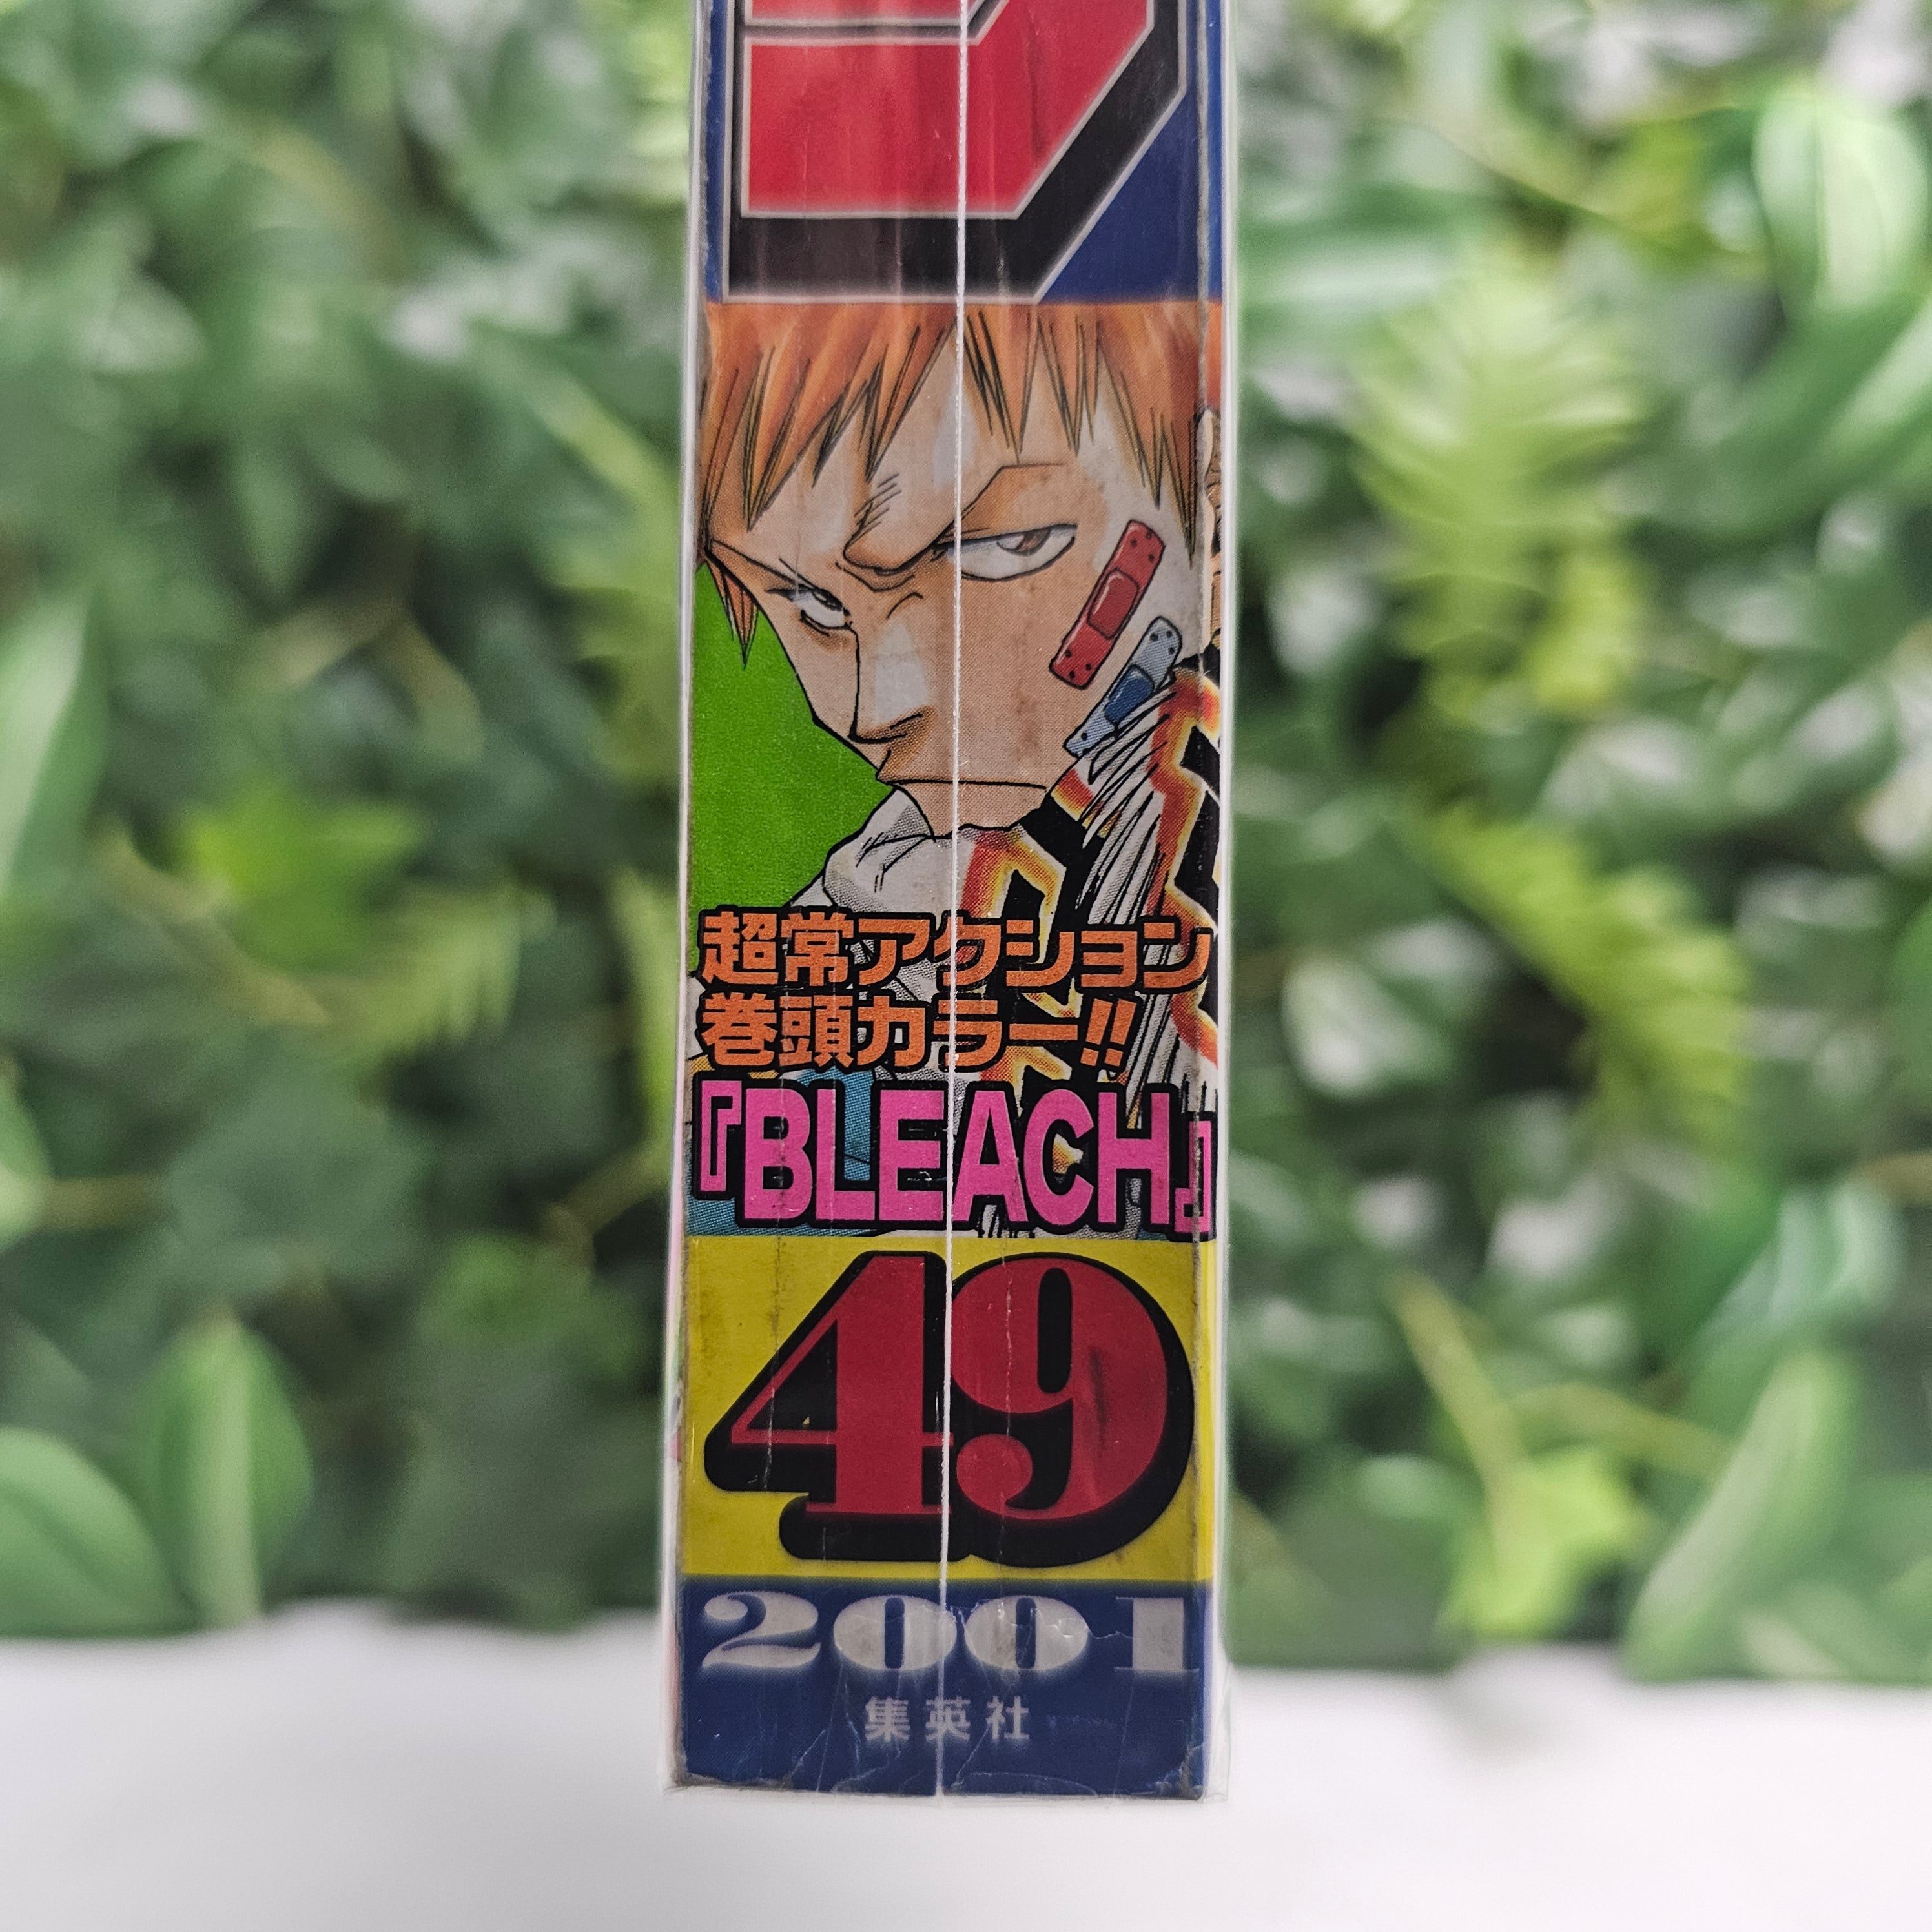 超常アクション
巻頭カラー!!
『BLEACH』
49
2001
集英社